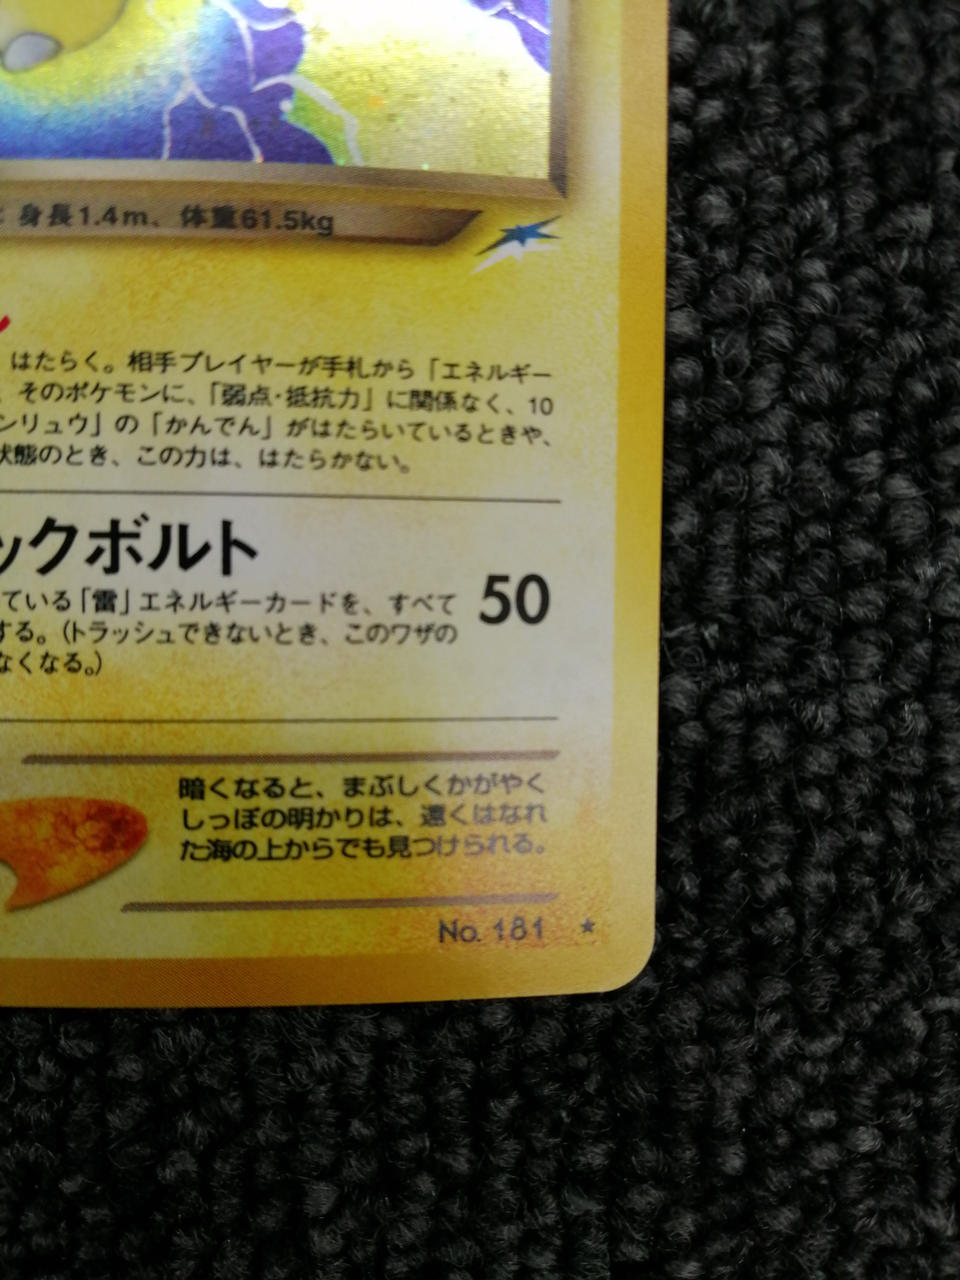 : 身長1.4m、体重61.5kg
はたらく。相手プレイヤーが手札から「エネルギー
、そのポケモンに、「弱点・抵抗力」に関係なく、10
ンリュウ」の「かんでん」がはたらいているときや、
状態のとき、この力は、はたらかない。
ックボルト
ている「雷」エネルギーカードを、すべて
する。(トラッシュできないとき、このワザの
なくなる。)
50
暗くなると、まぶしくかがやく
しっぽの明かりは、遠くはなれ
た海の上からでも見つけられる。
No. 181 ★